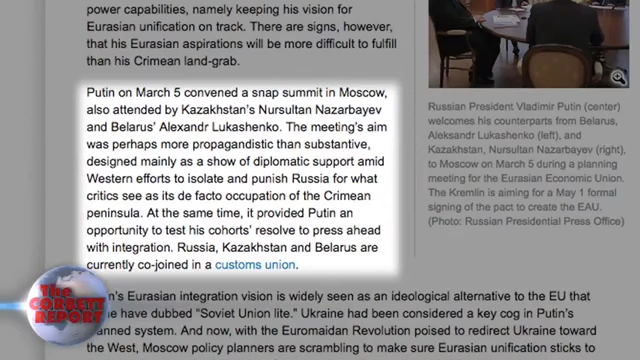 power capabilities, namely keeping his vision for
Eurasian unification on track. There are signs, however,
that his Eurasian aspirations will be more difficult to fulfill
than his Crimean land-grab.
Putin on March 5 convened a snap summit in Moscow,
also attended by Kazakhstan's Nursultan Nazarbayev
and Belarus' Alexandr Lukashenko. The meeting's aim
was perhaps more propagandistic than substantive,
designed mainly as a show of diplomatic support amid
Western efforts to isolate and punish Russia for what
critics see as its de facto occupation of the Crimean
peninsula. At the same time, it provided Putin an
opportunity to test his cohorts' resolve to press ahead
with integration. Russia, Kazakhstan and Belarus are
currently co-joined in a customs union.
Russian President Vladimir Putin (center)
welcomes his counterparts from Belarus,
Aleksandr Lukashenko (left), and
Kazakhstan, Nursultan Nazarbayev (right),
to Moscow on March 5 during a planning
meeting for the Eurasian Economic Union.
The Kremlin is aiming for a May 1 formal
signing of the pact to create the EAU.
(Photo: Russian Presidential Press Office)
Eurasian integration vision is widely seen as an ideological alternative to the EU that
have dubbed "Soviet Union lite." Ukraine had been considered a key cog in Putin's
system. And now, with the Euromaidan Revolution poised to redirect Ukraine toward
the West, Moscow policy planners are scrambling to make sure Eurasian unification sticks to
The
CORBETT
REPORT